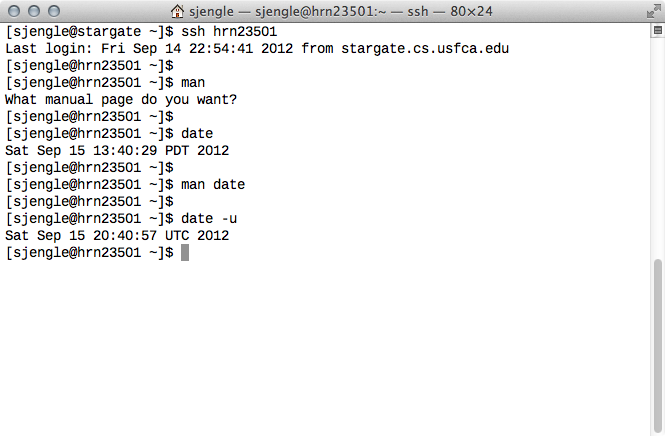 sjengle — sjengle@hrn23501:~ — ssh — 80×24
[sjengle@stargate ~]$ ssh hrn23501
Last login: Fri Sep 14 22:54:41 2012 from stargate.cs.usfca.edu
[sjengle@hrn23501 ~]$
[sjengle@hrn23501 ~]$ man
What manual page do you want?
[sjengle@hrn23501 ~]$
[sjengle@hrn23501 ~]$ date
Sat Sep 15 13:40:29 PDT 2012
[sjengle@hrn23501 ~]$
[sjengle@hrn23501 ~]$ man date
[sjengle@hrn23501 ~]$
[sjengle@hrn23501 ~]$ date -u
Sat Sep 15 20:40:57 UTC 2012
[sjengle@hrn23501 ~]$